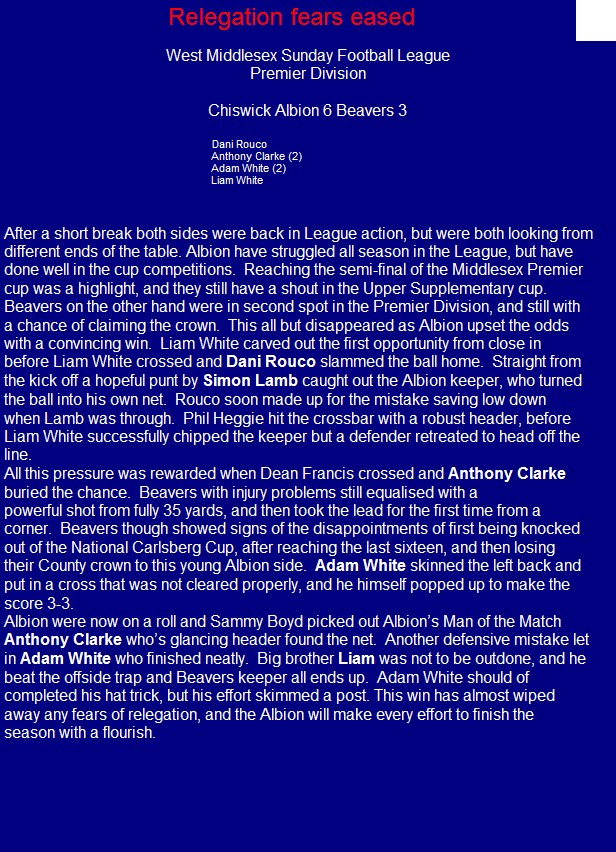 Relegation fears eased
West Middlesex Sunday Football League
Premier Division
Chiswick Albion 6 Beavers 3
Dani Rouco
Anthony Clarke (2)
Adam White (2)
Liam White
After a short break both sides were back in League action, but were both looking from
different ends of the table. Albion have struggled all season in the League, but have
done well in the cup competitions.  Reaching the semi-final of the Middlesex Premier
cup was a highlight, and they still have a shout in the Upper Supplementary cup.
Beavers on the other hand were in second spot in the Premier Division, and still with
a chance of claiming the crown.  This all but disappeared as Albion upset the odds
with a convincing win.  Liam White carved out the first opportunity from close in
before Liam White crossed and Dani Rouco slammed the ball home.  Straight from
the kick off a hopeful punt by Simon Lamb caught out the Albion keeper, who turned
the ball into his own net.  Rouco soon made up for the mistake saving low down
when Lamb was through.  Phil Heggie hit the crossbar with a robust header, before
Liam White successfully chipped the keeper but a defender retreated to head off the
line.
All this pressure was rewarded when Dean Francis crossed and Anthony Clarke
buried the chance.  Beavers with injury problems still equalised with a
powerful shot from fully 35 yards, and then took the lead for the first time from a
corner.  Beavers though showed signs of the disappointments of first being knocked
out of the National Carlsberg Cup, after reaching the last sixteen, and then losing
their County crown to this young Albion side.  Adam White skinned the left back and
put in a cross that was not cleared properly, and he himself popped up to make the
score 3-3.
Albion were now on a roll and Sammy Boyd picked out Albion's Man of the Match
Anthony Clarke who's glancing header found the net.  Another defensive mistake let
in Adam White who finished neatly.  Big brother Liam was not to be outdone, and he
beat the offside trap and Beavers keeper all ends up.  Adam White should of
completed his hat trick, but his effort skimmed a post. This win has almost wiped
away any fears of relegation, and the Albion will make every effort to finish the
season with a flourish.